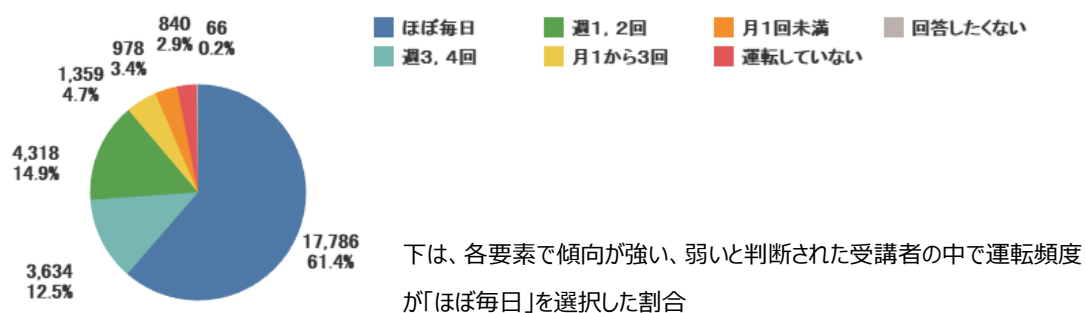 840
2.9%
66
0.2%
978
3.4%
1,359
4.7%
4,318
14.9%
3,634
12.5%
17,786
61.4%
ほぼ毎日
週1, 2回
月1回未満
回答したくない
週3, 4回
月1から3回
運転していない
下は、各要素で傾向が強い、弱いと判断された受講者の中で運転頻度
が「ほぼ毎日」を選択した割合